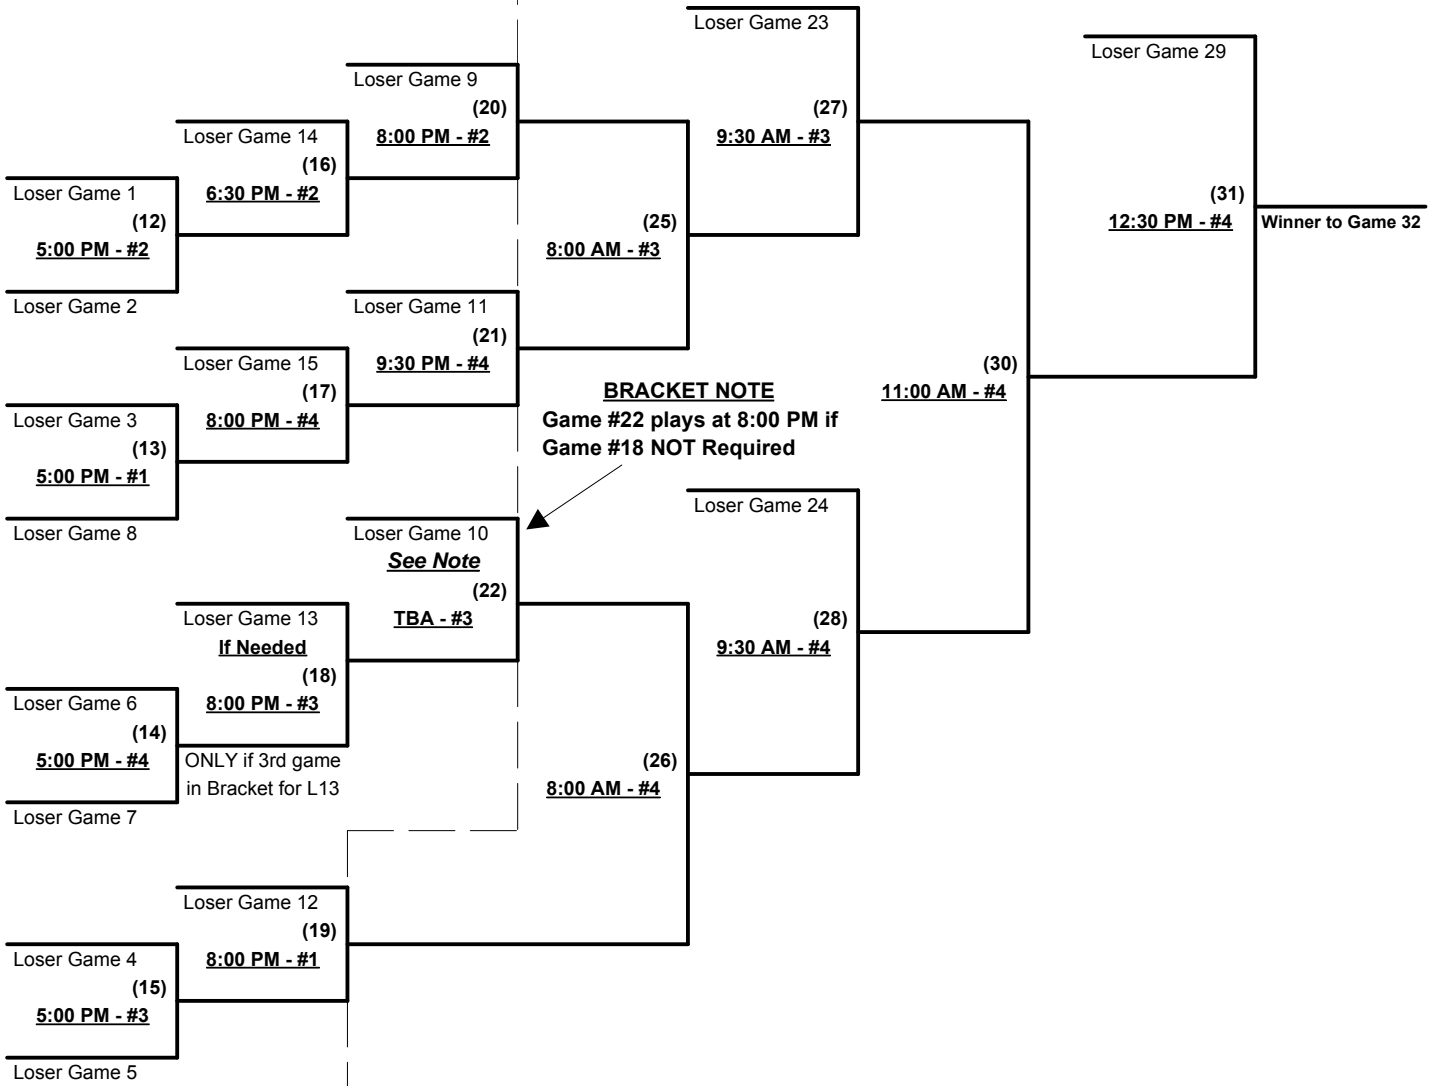 Loser Game 23
Loser Game 29
Loser Game 9
(20)
8:00 PM - #2
(27)
9:30 AM - #3
Loser Game 14
(16)
6:30 PM - #2
Loser Game 1
(12)
5:00 PM - #2
Loser Game 2
(25)
8:00 AM - #3
(31)
12:30 PM - #4
Winner to Game 32
Loser Game 11
(21)
9:30 PM - #4
Loser Game 15
(17)
8:00 PM - #4
(30)
11:00 AM - #4
Loser Game 3
(13)
5:00 PM - #1
Loser Game 8
BRACKET NOTE
Game #22 plays at 8:00 PM if
Game #18 NOT Required
Loser Game 24
Loser Game 10
See Note
(22)
TBA - #3
(28)
9:30 AM - #4
Loser Game 13
If Needed
(18)
8:00 PM - #3
Loser Game 6
(14)
5:00 PM - #4
Loser Game 7
ONLY if 3rd game
in Bracket for L13
(26)
8:00 AM - #4
Loser Game 12
(19)
8:00 PM - #1
Loser Game 4
(15)
5:00 PM - #3
Loser Game 5